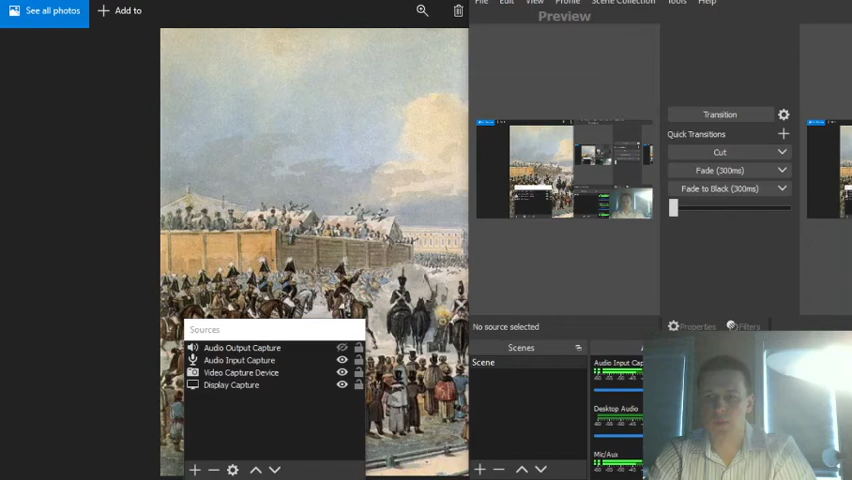 See all photos
Add to
File Edit View Profile Scene Collection Tools Help
Preview
Transition
Quick Transitions
Cut
Fade (300ms)
Fade to Black (300ms)
No source selected
Properties
Filters
Sources
Audio Output Capture
Audio Input Capture
Video Capture Device
Display Capture
Scenes
Scene
Audio Input Cap
Desktop Audio
Mic/Aux